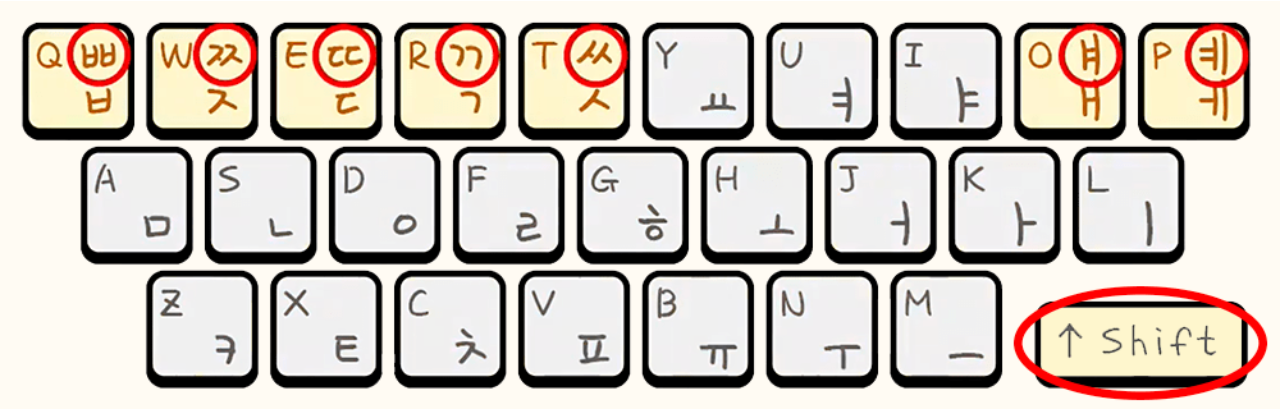 Q ㅃ W ㅉ E ㄸ R ㄲ T ㅆ Y U I O ㅒ P ㅖ
ㅂ ㅈ ㄷ ㄱ ㅅ ㅛ ㅕ ㅑ ㅐ ㅔ
A S D F G H J K L
ㅁ ㄴ ㅇ ㄹ ㅎ ㅗ ㅓ ㅏ ㅣ
Z X C V B N M
ㅋ ㅌ ㅊ ㅍ ㅠ ㅜ ㅡ ↑ Shift